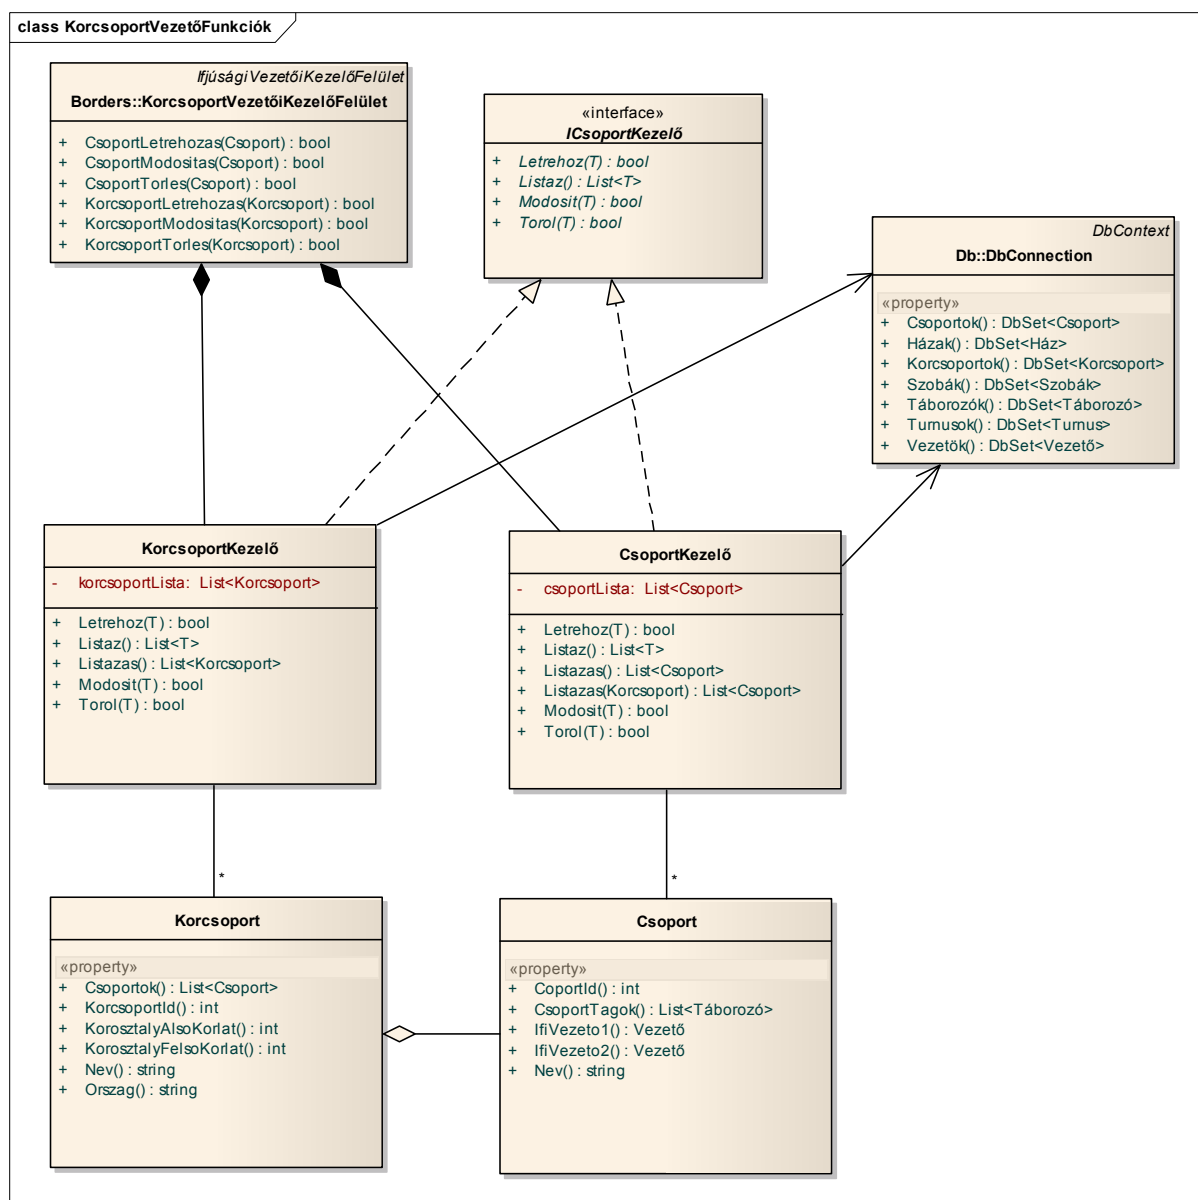 class KorcsoportVezetőFunkciók
IfjúságiVezetőiKezelőFelület
Borders::KorcsoportVezetőiKezelőFelület
+ CsoportLetrehozas(Csoport) : bool
+ CsoportModositas(Csoport) : bool
+ CsoportTorles(Csoport) : bool
+ KorcsoportLetrehozas(Korcsoport) : bool
+ KorcsoportModositas(Korcsoport) : bool
+ KorcsoportTorles(Korcsoport) : bool
«interface»
ICsoportKezelő
+ Letrehoz(T) : bool
+ Listaz() : List<T>
+ Modosit(T) : bool
+ Torol(T) : bool
DbContext
Db::DbConnection
«property»
+ Csoportok() : DbSet<Csoport>
+ Házak() : DbSet<Ház>
+ Korcsoportok() : DbSet<Korcsoport>
+ Szobák() : DbSet<Szobák>
+ Táborozók() : DbSet<Táborozó>
+ Turnusok() : DbSet<Turnus>
+ Vezetök() : DbSet<Vezető>
KorcsoportKezelő
- korcsoportLista: List<Korcsoport>
+ Letrehoz(T) : bool
+ Listaz() : List<T>
+ Listazas() : List<Korcsoport>
+ Modosit(T) : bool
+ Torol(T) : bool
CsoportKezelő
- csoportLista: List<Csoport>
+ Letrehoz(T) : bool
+ Listaz() : List<T>
+ Listazas() : List<Csoport>
+ Listazas(Korcsoport) : List<Csoport>
+ Modosit(T) : bool
+ Torol(T) : bool
*
*
Korcsoport
«property»
+ Csoportok() : List<Csoport>
+ KorcsoportId() : int
+ KorosztalyAlsoKorlat() : int
+ KorosztalyFelsoKorlat() : int
+ Nev() : string
+ Orszag() : string
Csoport
«property»
+ CoportId() : int
+ CsoportTagok() : List<Táborozó>
+ IfiVezeto1() : Vezető
+ IfiVezeto2() : Vezető
+ Nev() : string